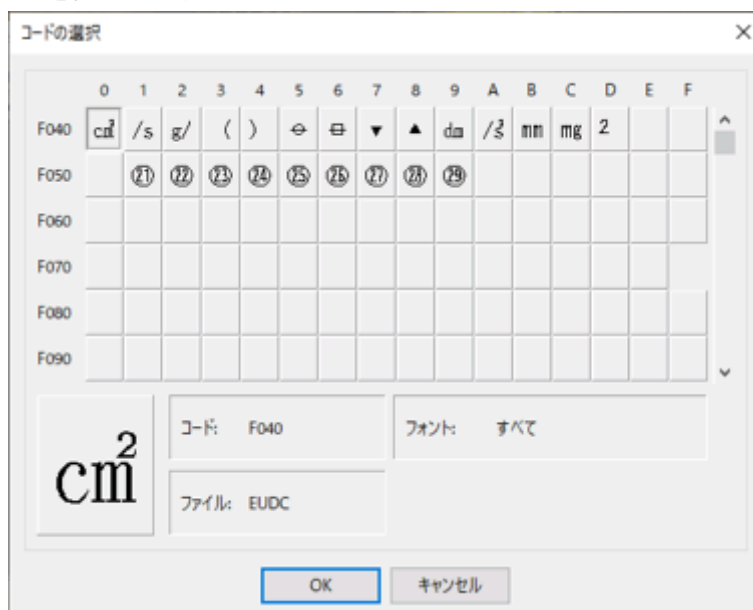 コードの選択
0 1 2 3 4 5 6 7 8 9 A B C D E F
F040 c㎡ /s g/ ( ) ⊖ ▼ ▲ dm mm mg 2
F050 ㉑ ㉒ ㉓ ㉔ ㉕ ㉖ ㉗ ㉘ ㉙
F060
F070
F080
F090
cm²
コード: F040 フォント: すべて
ファイル: EUDC
OK キャンセル